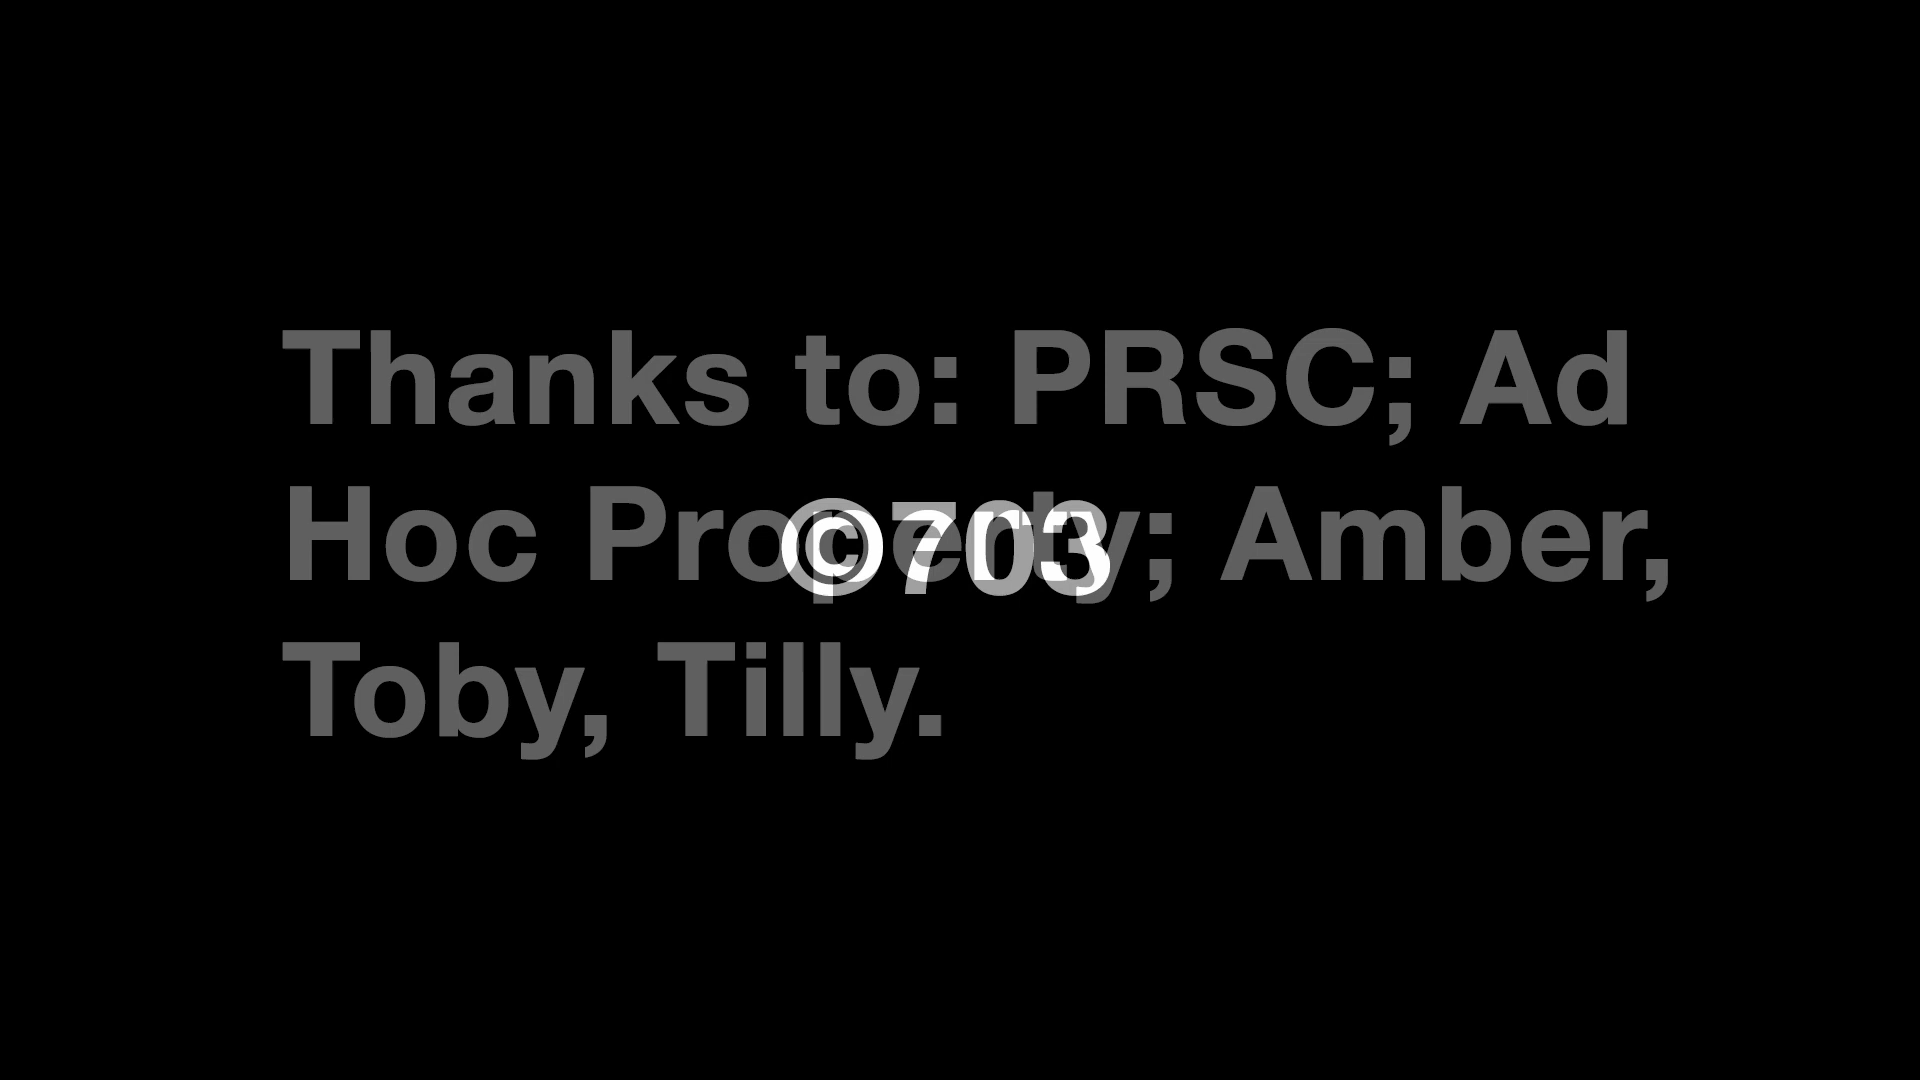 Thanks to: PRSC; Ad
Hoc Property; Amber,
Toby, Tilly.
©703